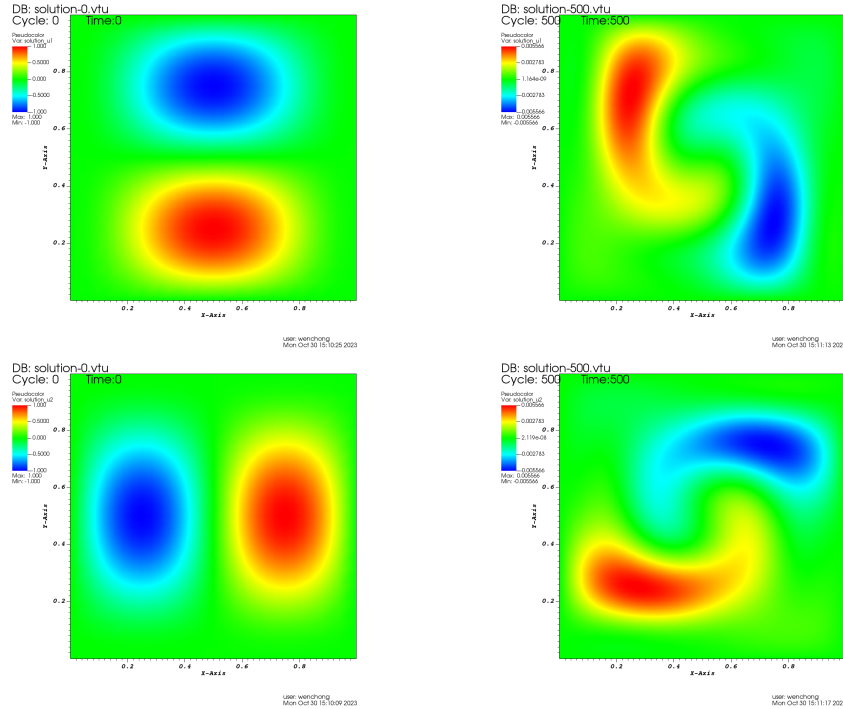 DB: solution-0.vtu
Cycle: 0 Time:0
Pseudocolor
Var: solution_u1
1.000
0.5000
0.000
-0.5000
-1.000
Max: 1.000
Min: -1.000
0.8
0.6
0.4
0.2
Y-Axis
0.2 0.4 0.6 0.8
X-Axis
user: wenchong
Mon Oct 30 15:10:25 2023
DB: solution-500.vtu
Cycle: 500 Time:500
Pseudocolor
Var: solution_u1
0.005566
0.002783
1.164e-09
-0.002783
-0.005566
Max: 0.005566
Min: -0.005566
0.8
0.6
0.4
0.2
Y-Axis
0.2 0.4 0.6 0.8
X-Axis
user: wenchong
Mon Oct 30 15:11:13 202
DB: solution-0.vtu
Cycle: 0 Time:0
Pseudocolor
Var: solution_u2
1.000
0.5000
0.000
-0.5000
-1.000
Max: 1.000
Min: -1.000
0.8
0.6
0.4
0.2
Y-Axis
0.2 0.4 0.6 0.8
X-Axis
user: wenchong
Mon Oct 30 15:10:09 2023
DB: solution-500.vtu
Cycle: 500 Time:500
Pseudocolor
Var: solution_u2
0.005566
0.002783
2.119e-08
-0.002783
-0.005566
Max: 0.005566
Min: -0.005566
0.8
0.6
0.4
0.2
Y-Axis
0.2 0.4 0.6 0.8
X-Axis
user: wenchong
Mon Oct 30 15:11:17 202